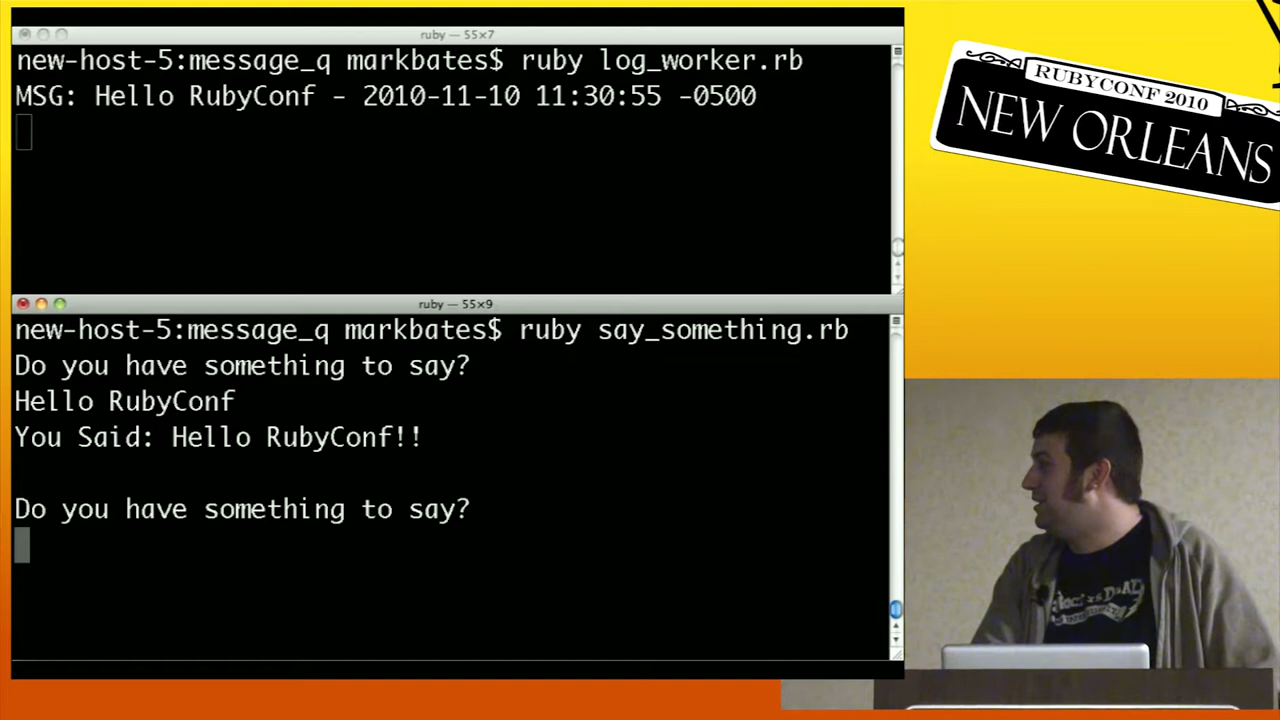 ruby — 55×7
new-host-5:message_q markbates$ ruby log_worker.rb
MSG: Hello RubyConf - 2010-11-10 11:30:55 -0500
ruby — 55×9
new-host-5:message_q markbates$ ruby say_something.rb
Do you have something to say?
Hello RubyConf
You Said: Hello RubyConf!!
Do you have something to say?
RUBYCONF 2010
NEW ORLEANS